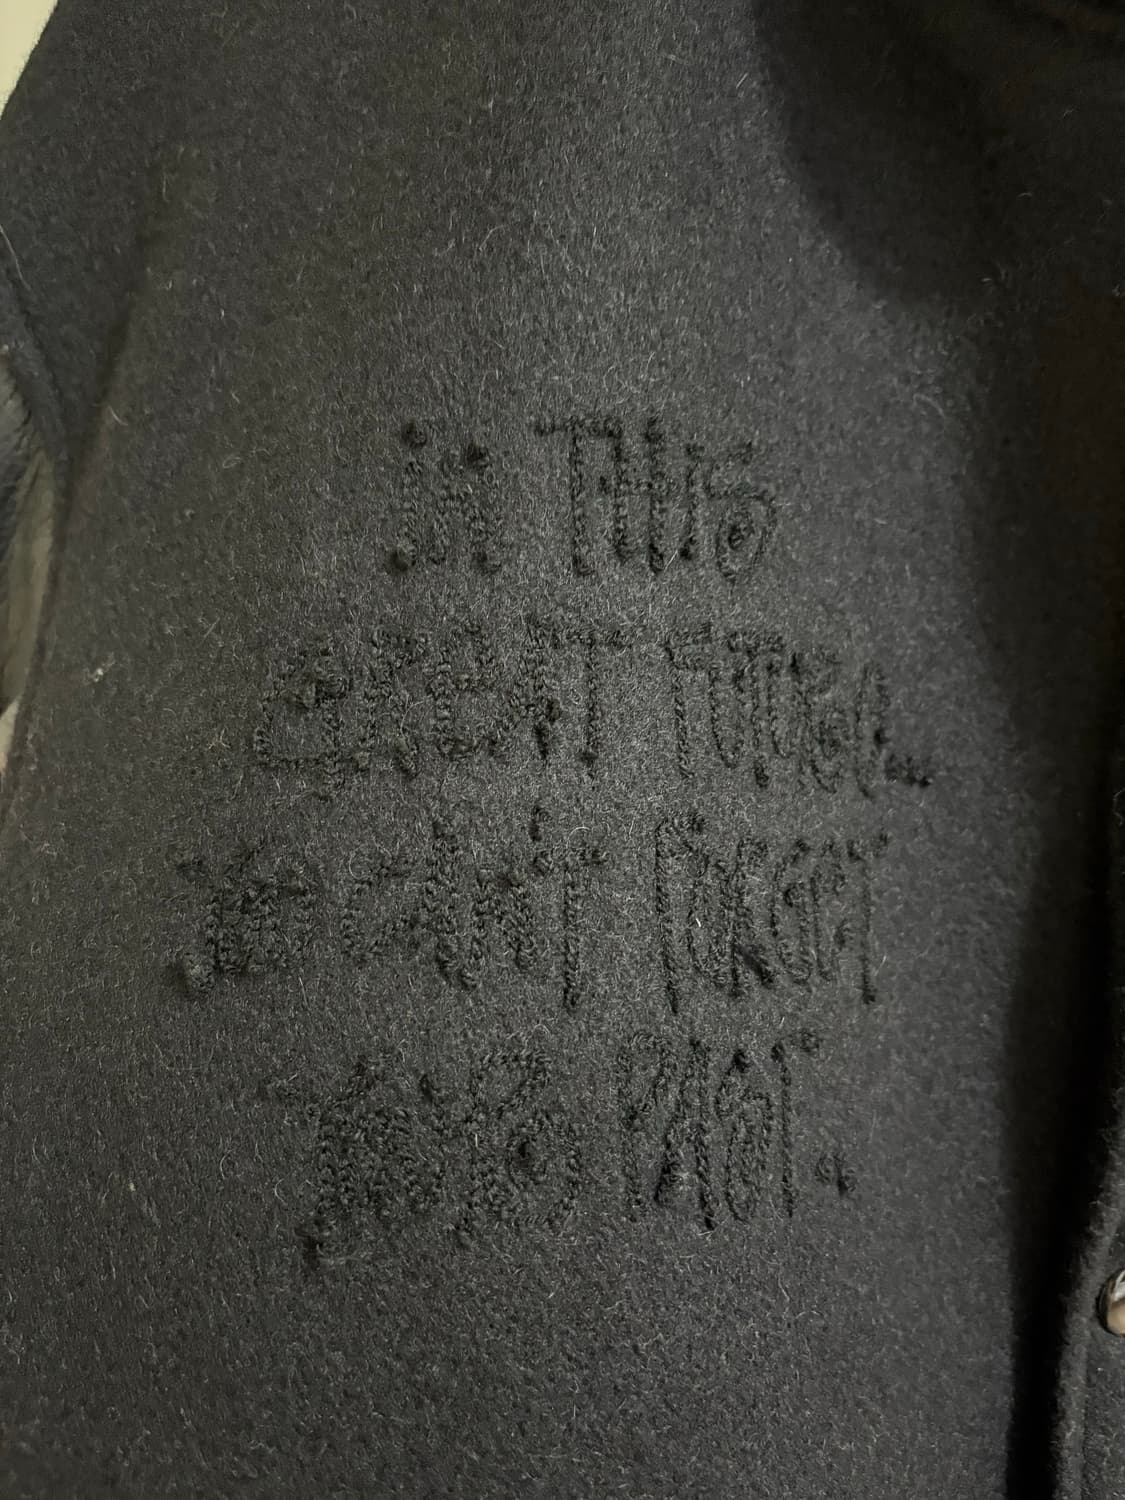 in This
GREAT FUTURE,
you CAN'T FORGET
your PAST.